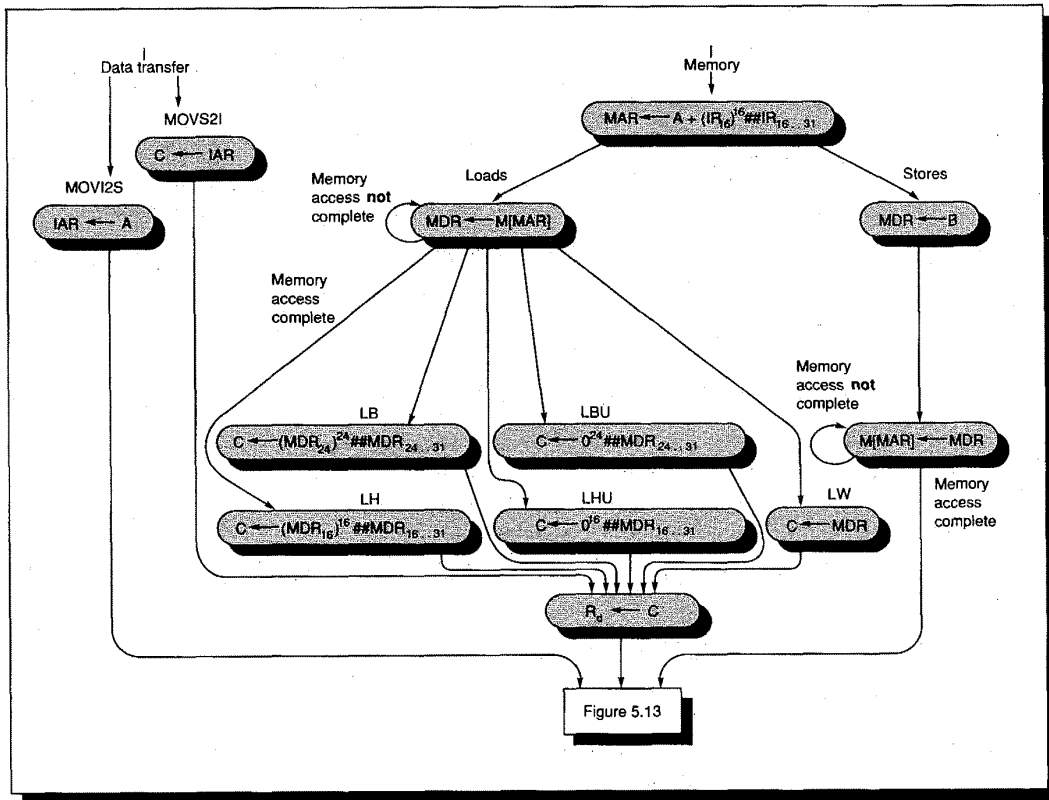 Data transfer
MOVS2I
C ← IAR
MOVI2S
IAR ← A
Memory
MAR ← A + (IR₁₆)¹⁶##IR₁₆..₃₁
Loads
Stores
Memory
access not
complete
MDR ← M[MAR]
MDR ← B
Memory
access
complete
Memory
access not
complete
LB
C ← (MDR₂₄)²⁴##MDR₂₄..₃₁
LBU
C ← 0²⁴##MDR₂₄..₃₁
M[MAR] ← MDR
LH
C ← (MDR₁₆)¹⁶##MDR₁₆..₃₁
LHU
C ← 0¹⁶##MDR₁₆..₃₁
LW
C ← MDR
Memory
access
complete
R_d ← C
Figure 5.13